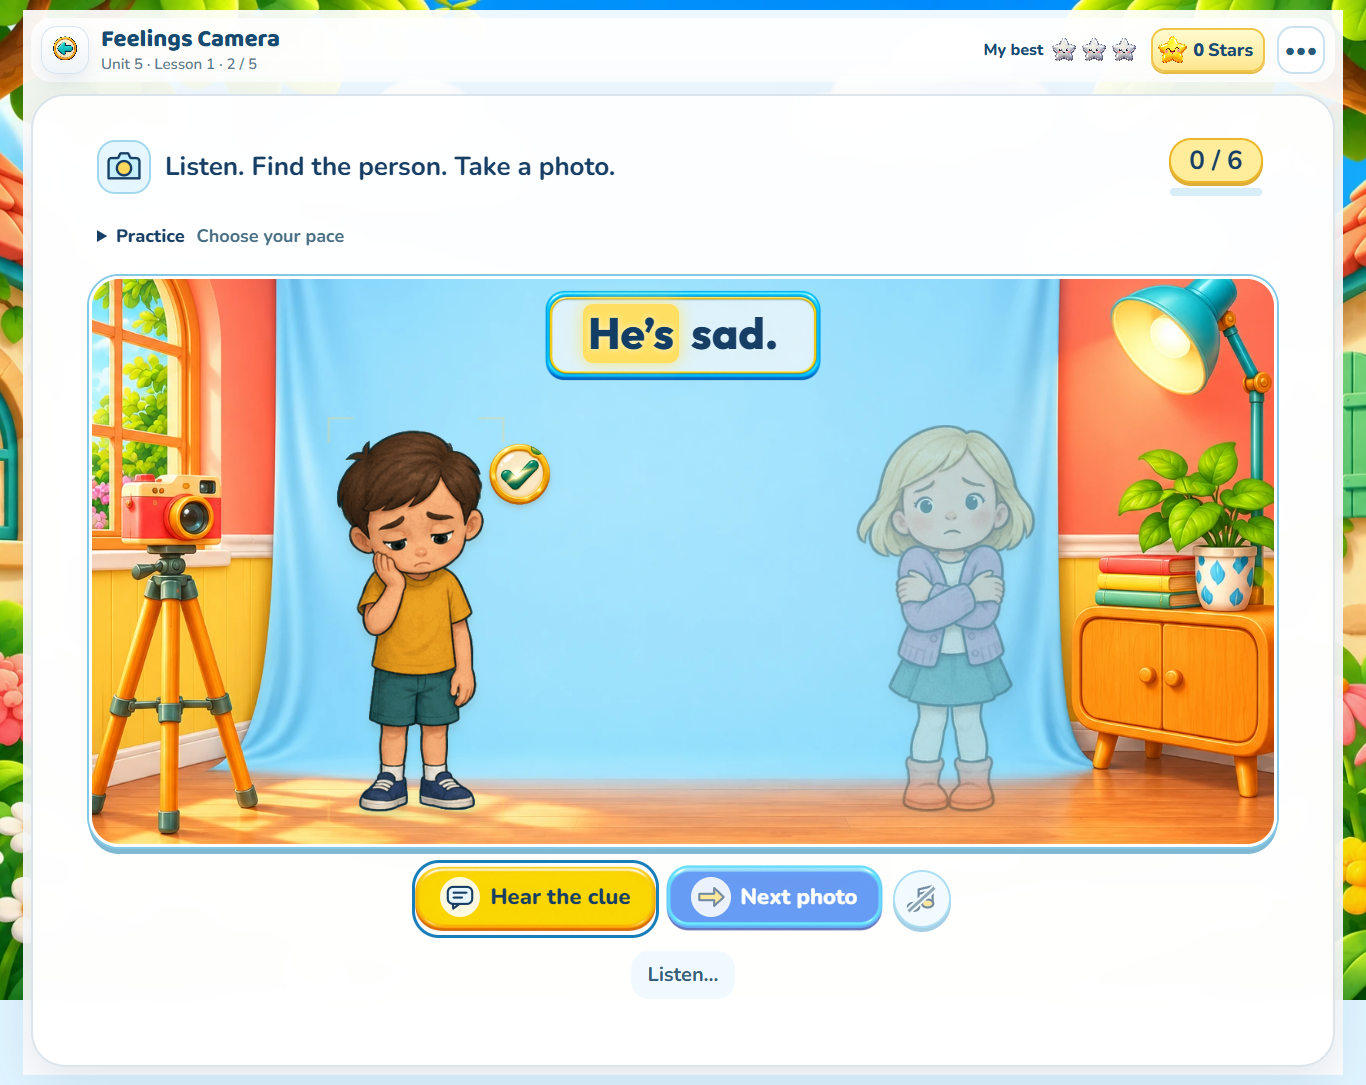 Feelings Camera
Unit 5 · Lesson 1 · 2 / 5
My best
0 Stars
Listen. Find the person. Take a photo.
0 / 6
Practice Choose your pace
He's sad.
Hear the clue
Next photo
Listen...